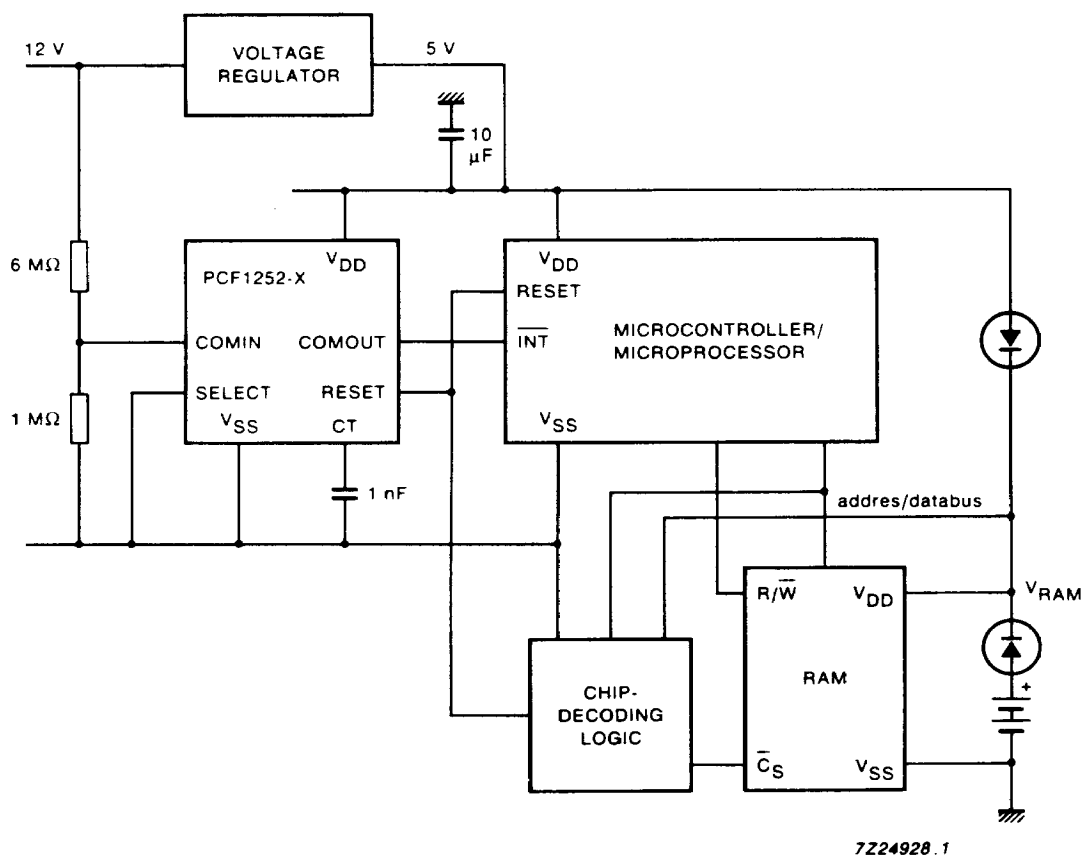 12 V
VOLTAGE
REGULATOR
5 V
10
μF
6 MΩ
1 MΩ
PCF1252-X
VDD
COMIN
COMOUT
SELECT
RESET
VSS
CT
1 nF
VDD
RESET
INT
MICROCONTROLLER/
MICROPROCESSOR
VSS
addres/databus
R/W
VDD
VRAM
RAM
+
CHIP-
DECODING
LOGIC
CS
VSS
7Z24928.1